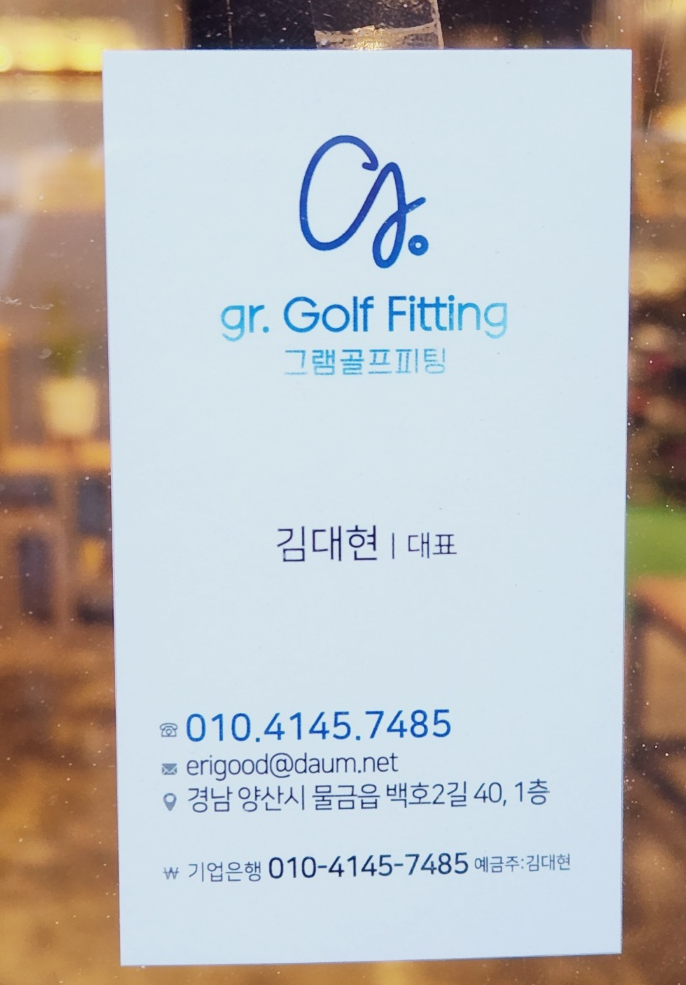 gr. Golf Fitting
그램골프피팅
김대현 | 대표
010.4145.7485
erigood@daum.net
경남 양산시 물금읍 백호2길 40, 1층
₩ 기업은행 010-4145-7485 예금주:김대현